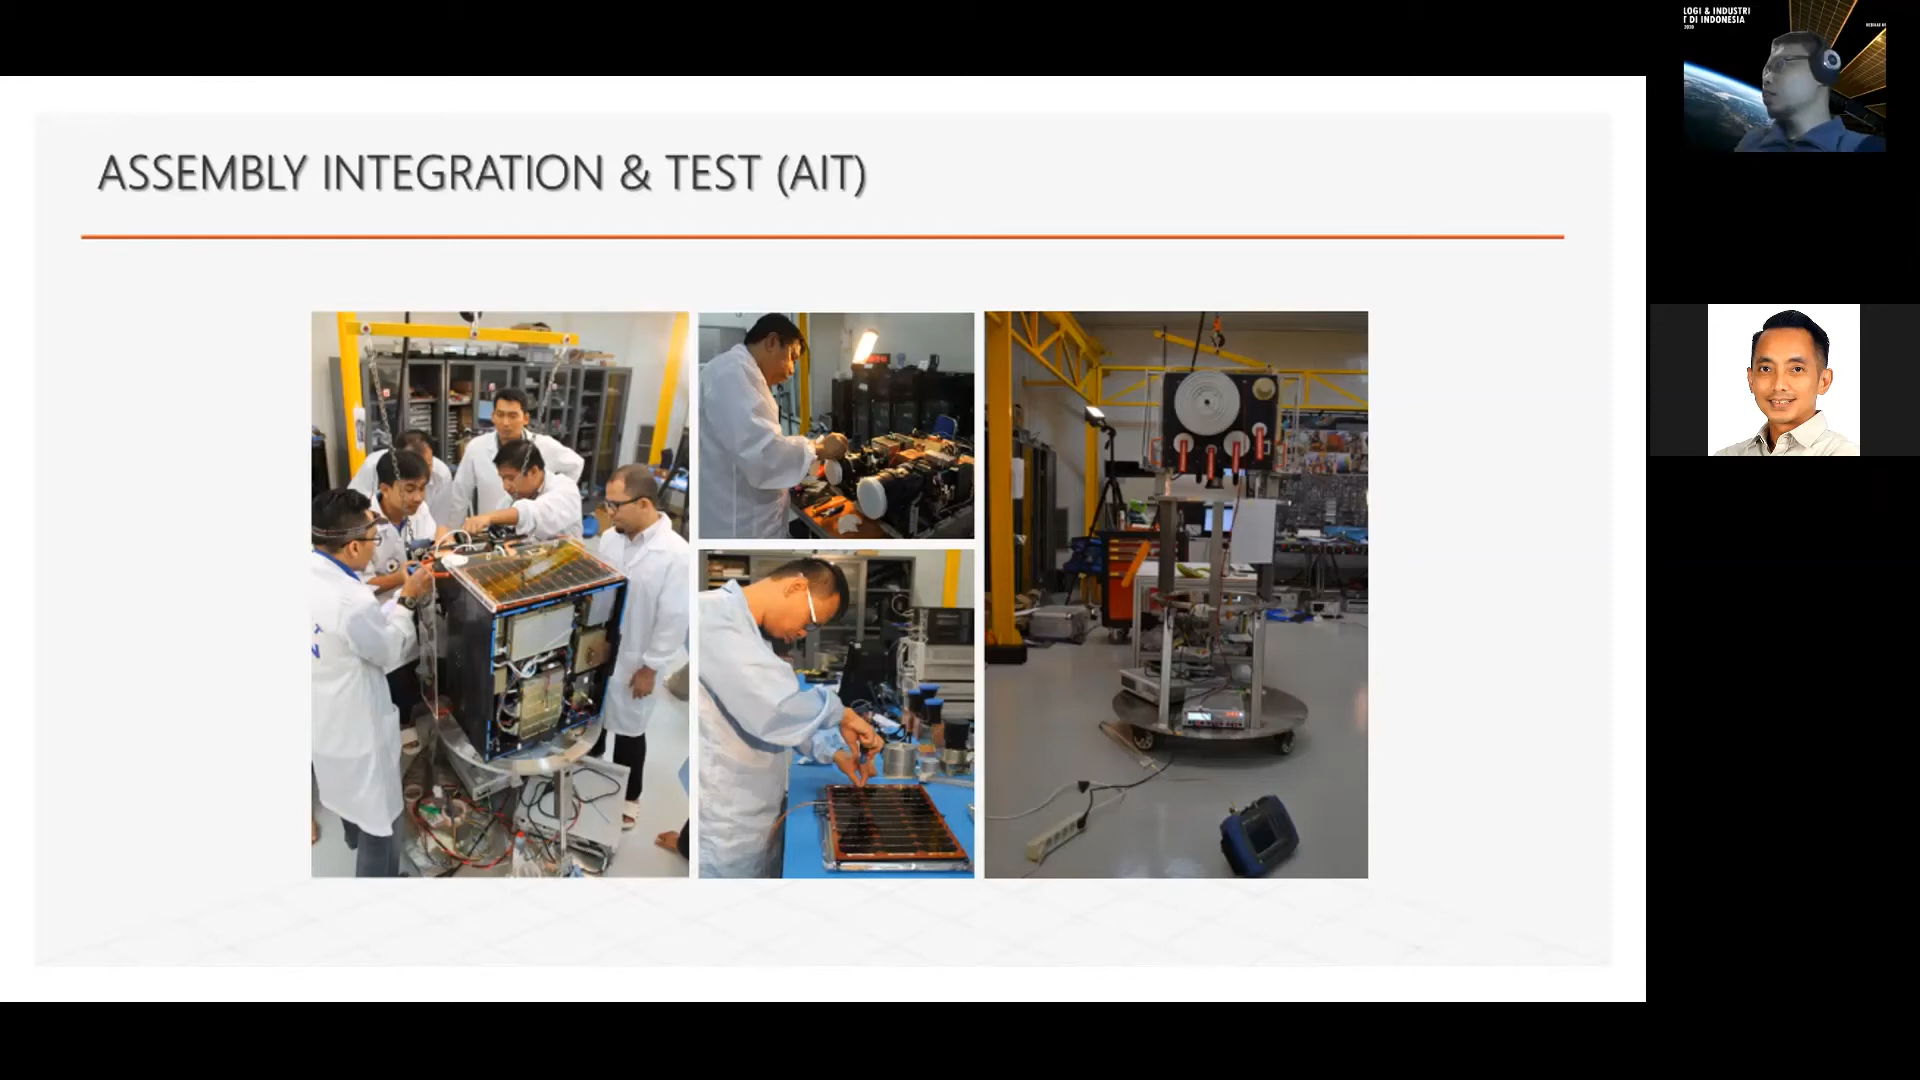 ASSEMBLY INTEGRATION & TEST (AIT)
LOGI & INDUSTRI
T DI INDONESIA
2020